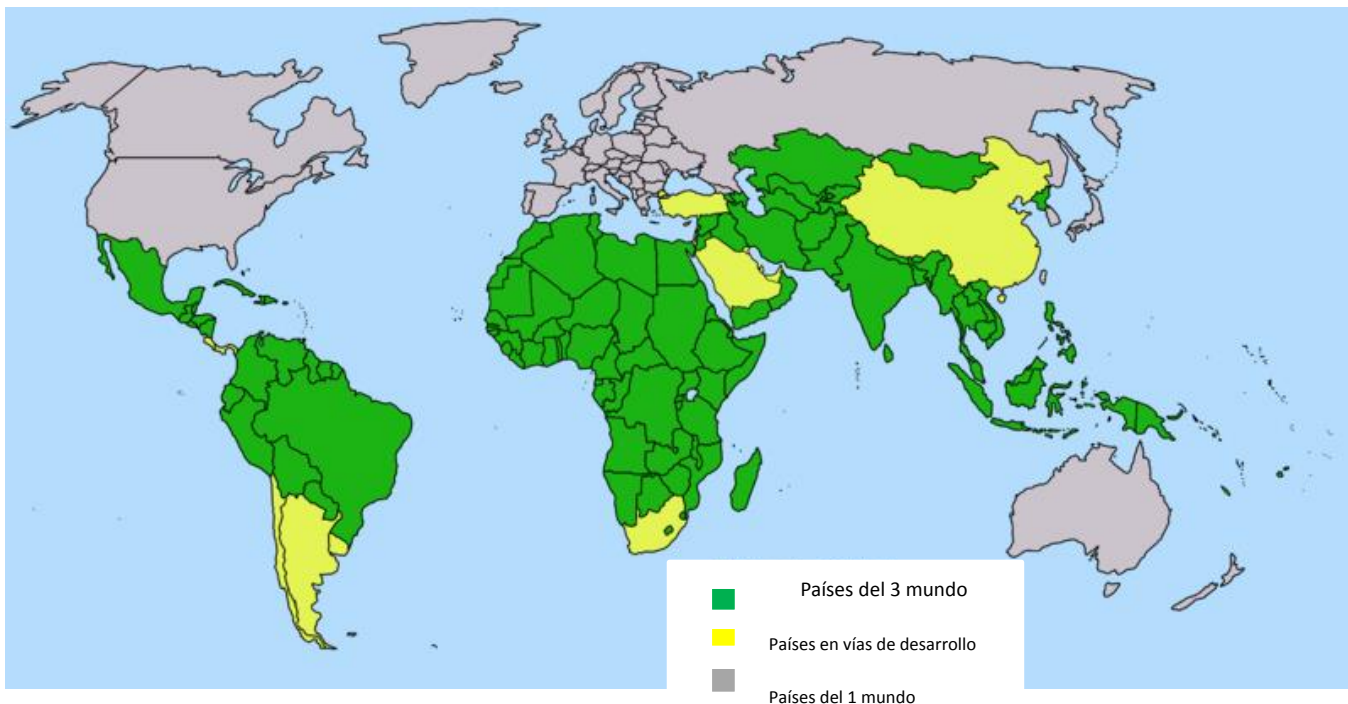 Países del 3 mundo
Países en vías de desarrollo
Países del 1 mundo